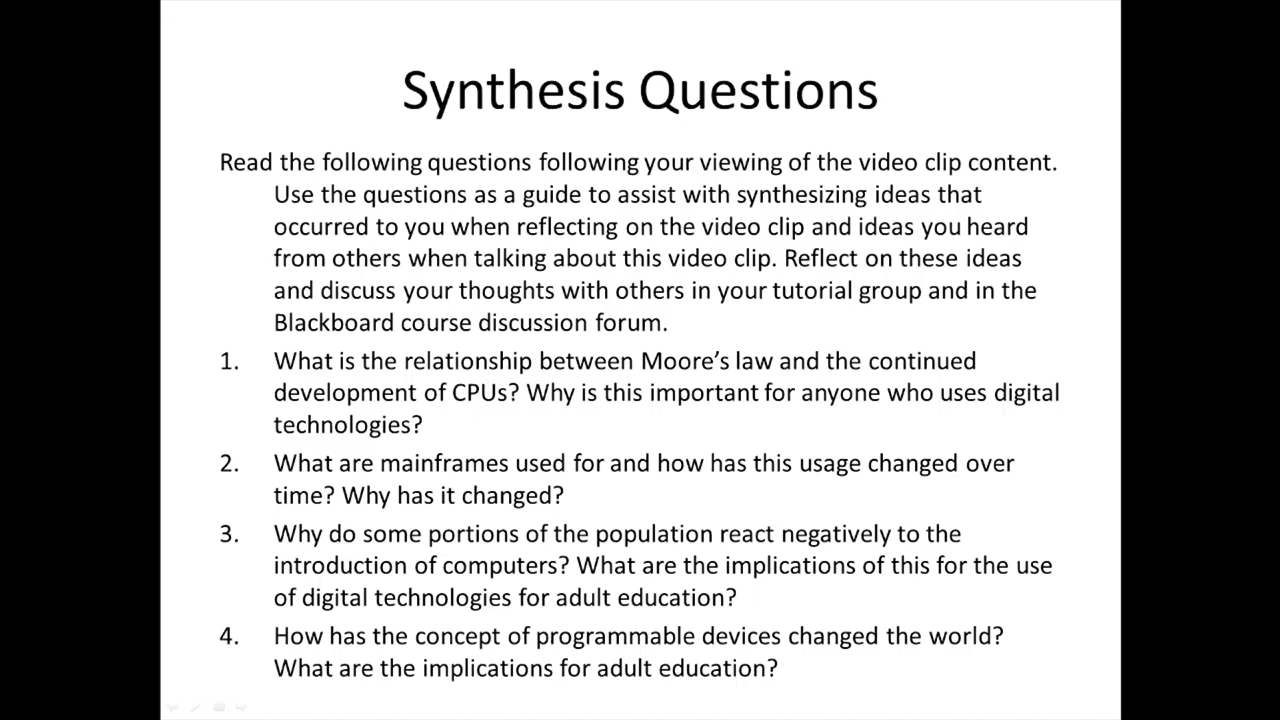 Synthesis Questions
Read the following questions following your viewing of the video clip content.
Use the questions as a guide to assist with synthesizing ideas that
occurred to you when reflecting on the video clip and ideas you heard
from others when talking about this video clip. Reflect on these ideas
and discuss your thoughts with others in your tutorial group and in the
Blackboard course discussion forum.
1. What is the relationship between Moore’s law and the continued
development of CPUs? Why is this important for anyone who uses digital
technologies?
2. What are mainframes used for and how has this usage changed over
time? Why has it changed?
3. Why do some portions of the population react negatively to the
introduction of computers? What are the implications of this for the use
of digital technologies for adult education?
4. How has the concept of programmable devices changed the world?
What are the implications for adult education?